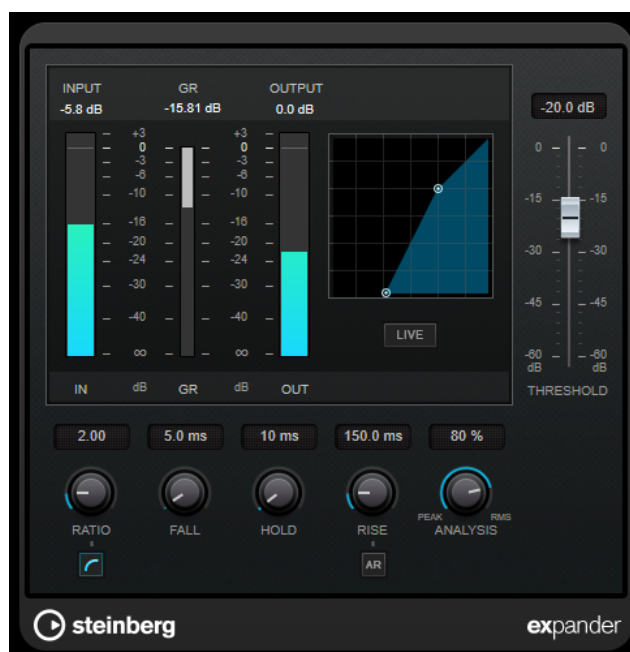 INPUT GR OUTPUT
-5.8 dB -15.81 dB 0.0 dB
-20.0 dB
+3 +3
0 0
-3 -3
-6 -6
-10 -10
-16 -16
-20 -20
-24 -24
-30 -30
-40 -40
∞ ∞
IN dB GR dB OUT
LIVE
0 0
-15 -15
-30 -30
-45 -45
-60 -60
dB dB
THRESHOLD
2.00 5.0 ms 10 ms 150.0 ms 80 %
PEAK RMS
RATIO FALL HOLD RISE ANALYSIS
AR
steinberg expander